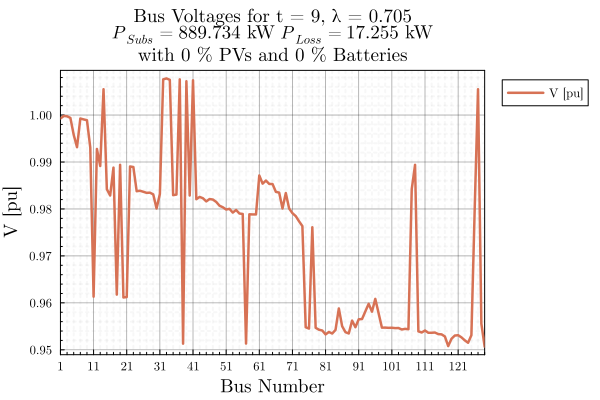 Bus Voltages for t = 9, λ = 0.705
P_Subs = 889.734 kW P_Loss = 17.255 kW
with 0 % PVs and 0 % Batteries
V [pu]
1.00
0.99
0.98
0.97
0.96
0.95
V [pu]
1 11 21 31 41 51 61 71 81 91 101 111 121
Bus Number